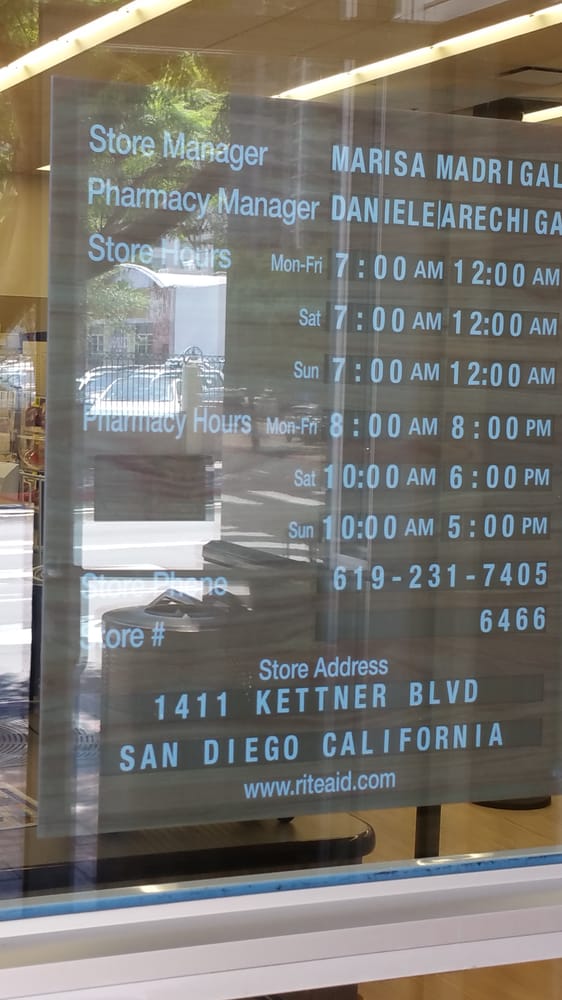 Store Manager MARISA MADRIGAL
Pharmacy Manager DANIELE ARECHIGA
Store Hours Mon-Fri 7:00 AM 12:00 AM
Sat 7:00 AM 12:00 AM
Sun 7:00 AM 12:00 AM
Pharmacy Hours Mon-Fri 8:00 AM 8:00 PM
Sat 10:00 AM 6:00 PM
Sun 10:00 AM 5:00 PM
Store Phone 619-231-7405
Store # 6466
Store Address
1411 KETTNER BLVD
SAN DIEGO CALIFORNIA
www.riteaid.com